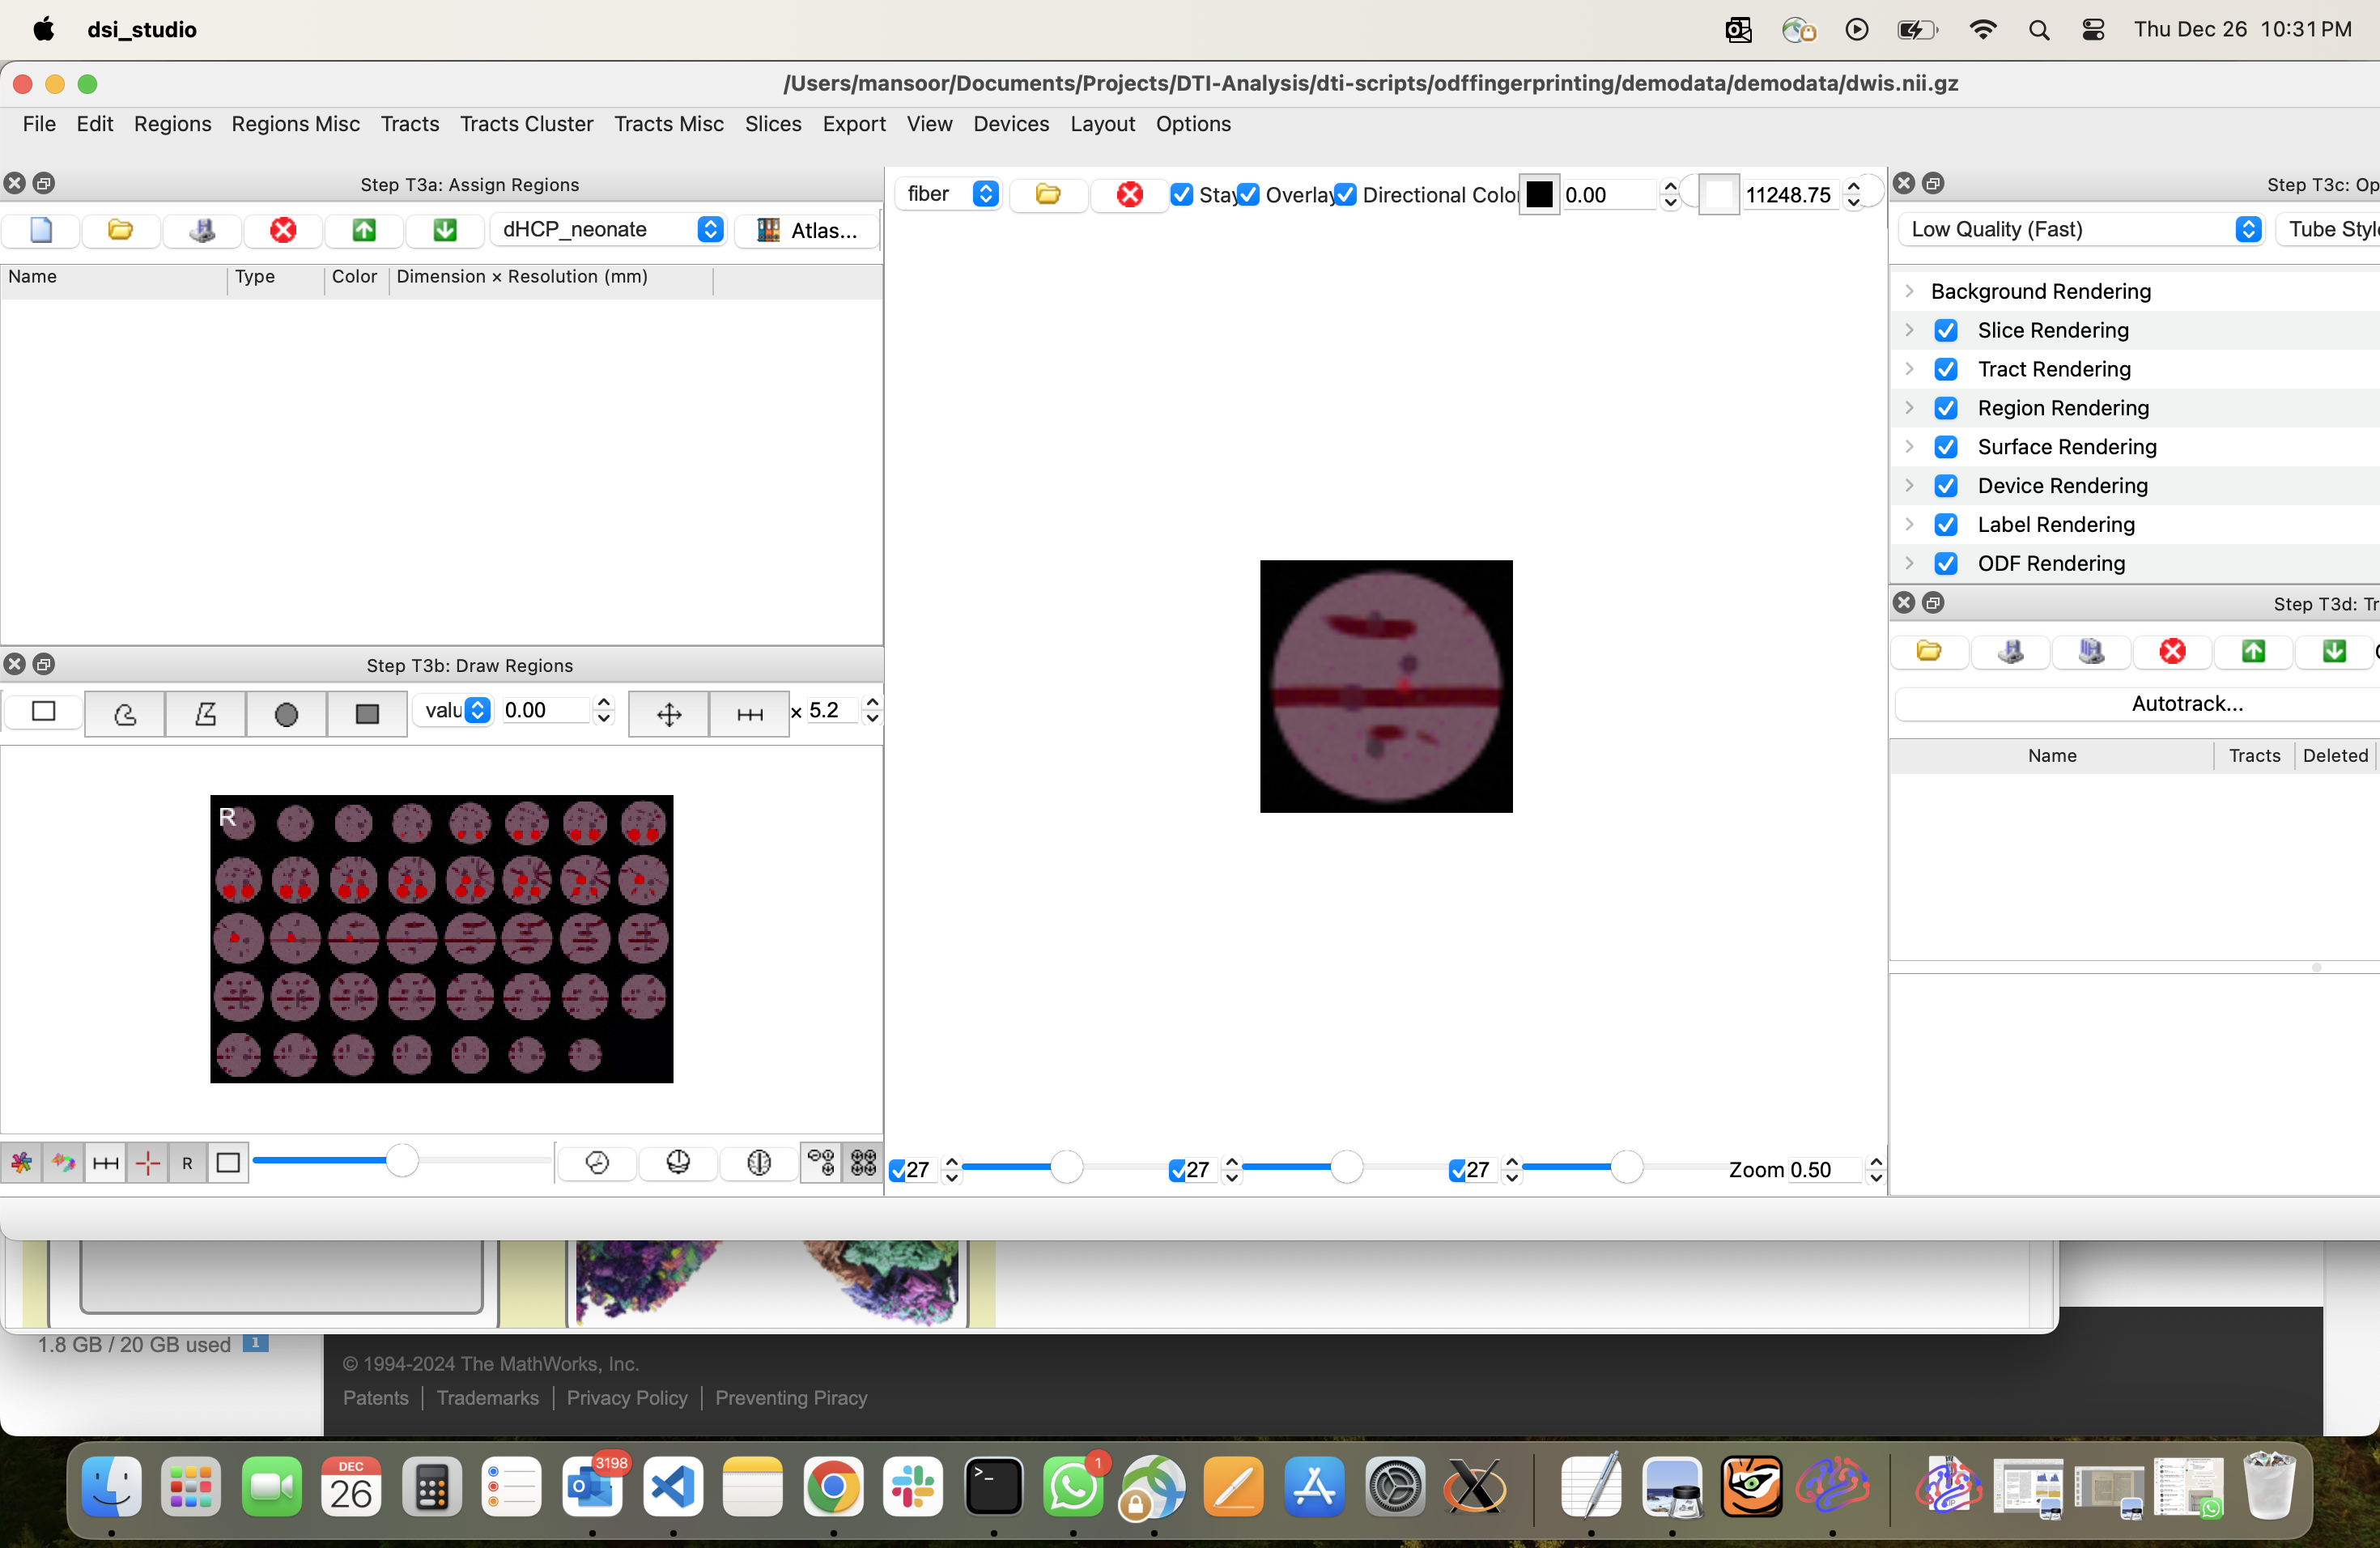 dsi_studio
Thu Dec 26 10:31 PM
/Users/mansoor/Documents/Projects/DTI-Analysis/dti-scripts/odffingerprinting/demodata/demodata/dwis.nii.gz
File Edit Regions Regions Misc Tracts Tracts Cluster Tracts Misc Slices Export View Devices Layout Options
Step T3a: Assign Regions
dHCP_neonate Atlas...
Name Type Color Dimension × Resolution (mm)
Step T3b: Draw Regions
valu 0.00 × 5.2
R
R
fiber Stay Overlay Directional Colo 0.00 11248.75
27 27 27 Zoom 0.50
Step T3c: Op
Low Quality (Fast) Tube Styl
Background Rendering
Slice Rendering
Tract Rendering
Region Rendering
Surface Rendering
Device Rendering
Label Rendering
ODF Rendering
Step T3d: Tr
Autotrack...
Name Tracts Deleted
1.8 GB / 20 GB used
© 1994-2024 The MathWorks, Inc.
Patents Trademarks Privacy Policy Preventing Piracy
DEC
26
3198
1